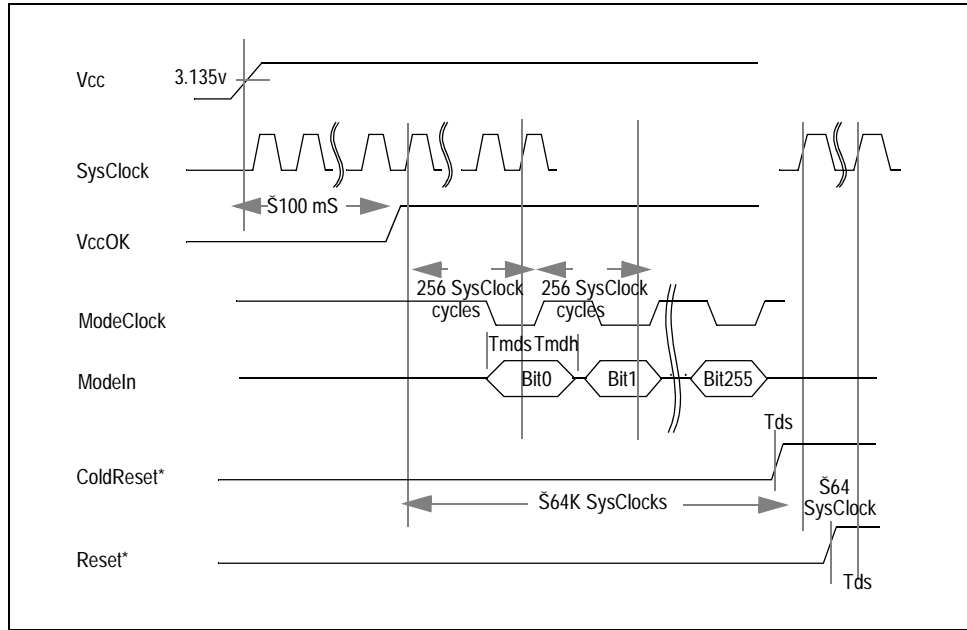 Vcc
3.135v
SysClock
Š100 mS
VccOK
256 SysClock
cycles
256 SysClock
cycles
ModeClock
Tmds Tmdh
ModeIn
Bit0
Bit1
Bit255
Tds
ColdReset*
Š64K SysClocks
Š64
SysClock
Reset*
Tds